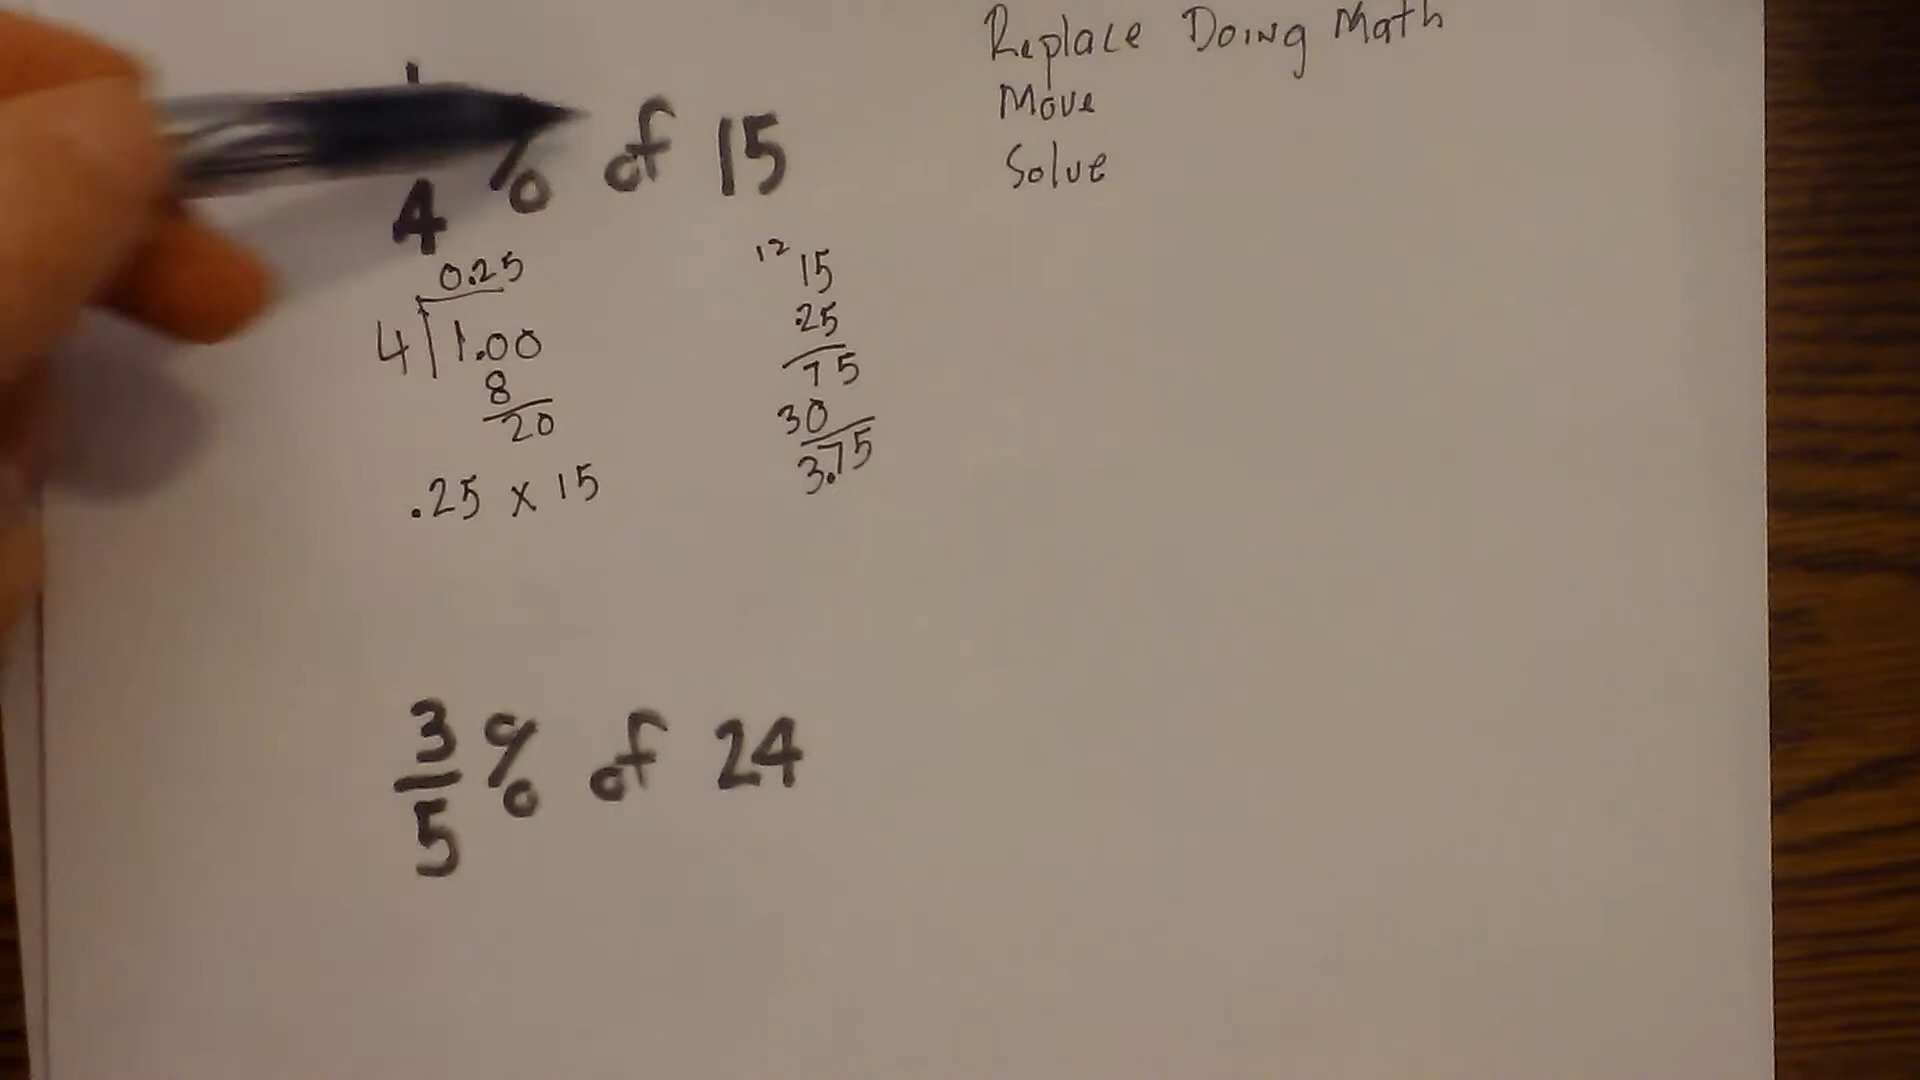 % of 15
4
0.25
4 1.00
8
20
.25 x 15
12
15
.25
75
30
3.75
Replace Doing Math
Move
Solve
3
% of 24
5